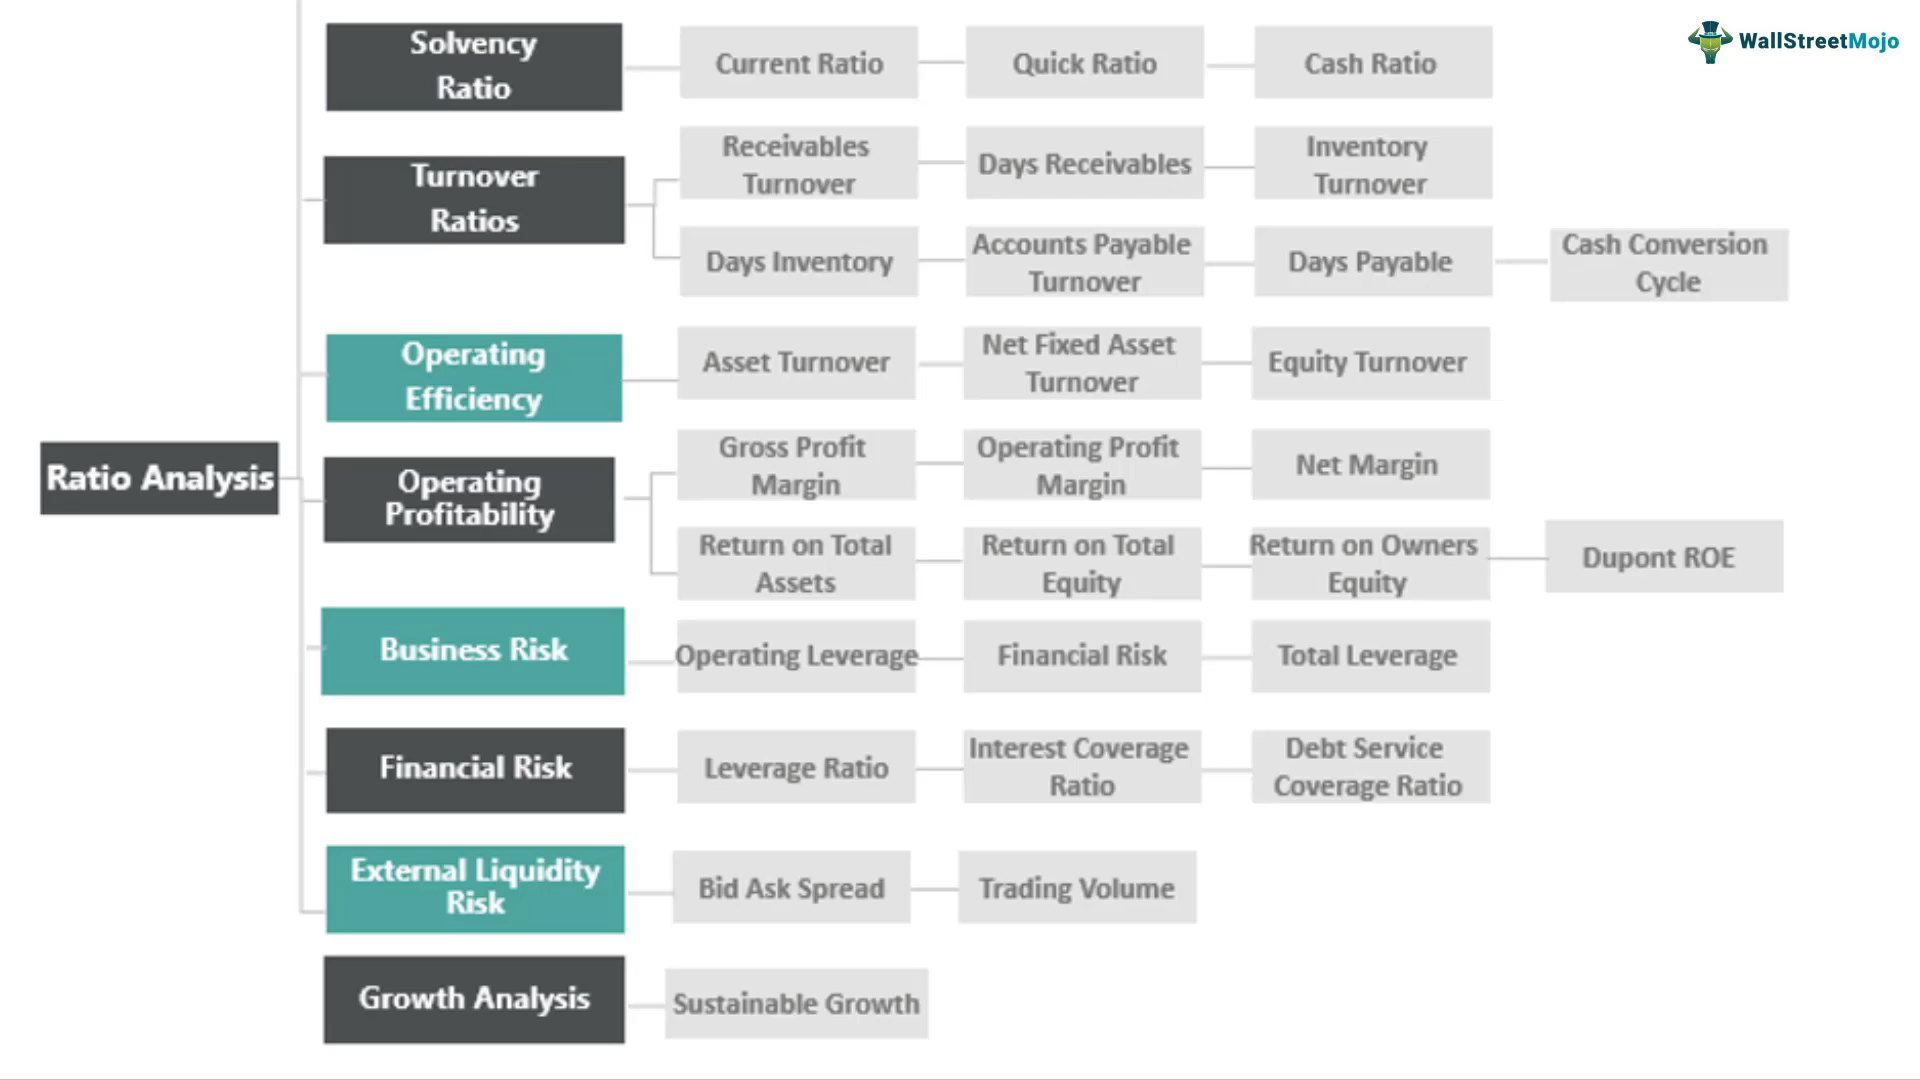 WallStreetMojo
Solvency
Ratio
Current Ratio
Quick Ratio
Cash Ratio
Turnover
Ratios
Receivables
Turnover
Days Receivables
Inventory
Turnover
Days Inventory
Accounts Payable
Turnover
Days Payable
Cash Conversion
Cycle
Operating
Efficiency
Asset Turnover
Net Fixed Asset
Turnover
Equity Turnover
Ratio Analysis
Operating
Profitability
Gross Profit
Margin
Operating Profit
Margin
Net Margin
Return on Total
Assets
Return on Total
Equity
Return on Owners
Equity
Dupont ROE
Business Risk
Operating Leverage
Financial Risk
Total Leverage
Financial Risk
Leverage Ratio
Interest Coverage
Ratio
Debt Service
Coverage Ratio
External Liquidity
Risk
Bid Ask Spread
Trading Volume
Growth Analysis
Sustainable Growth